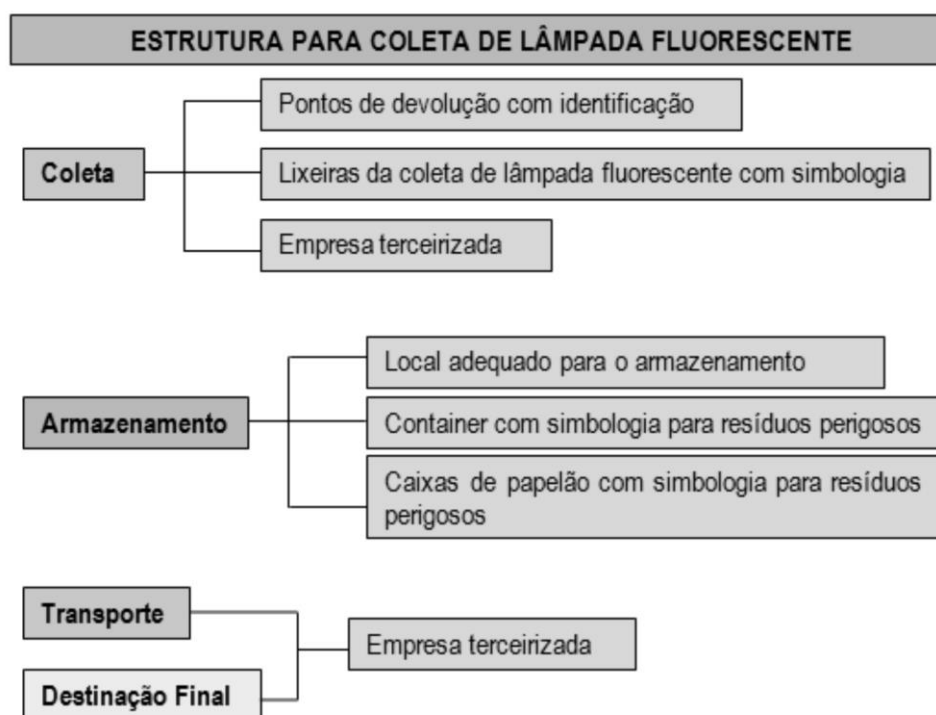 ESTRUTURA PARA COLETA DE LÂMPADA FLUORESCENTE
Pontos de devolução com identificação
Coleta
Lixeiras da coleta de lâmpada fluorescente com simbologia
Empresa terceirizada
Local adequado para o armazenamento
Armazenamento
Container com simbologia para resíduos perigosos
Caixas de papelão com simbologia para resíduos
perigosos
Transporte
Empresa terceirizada
Destinação Final